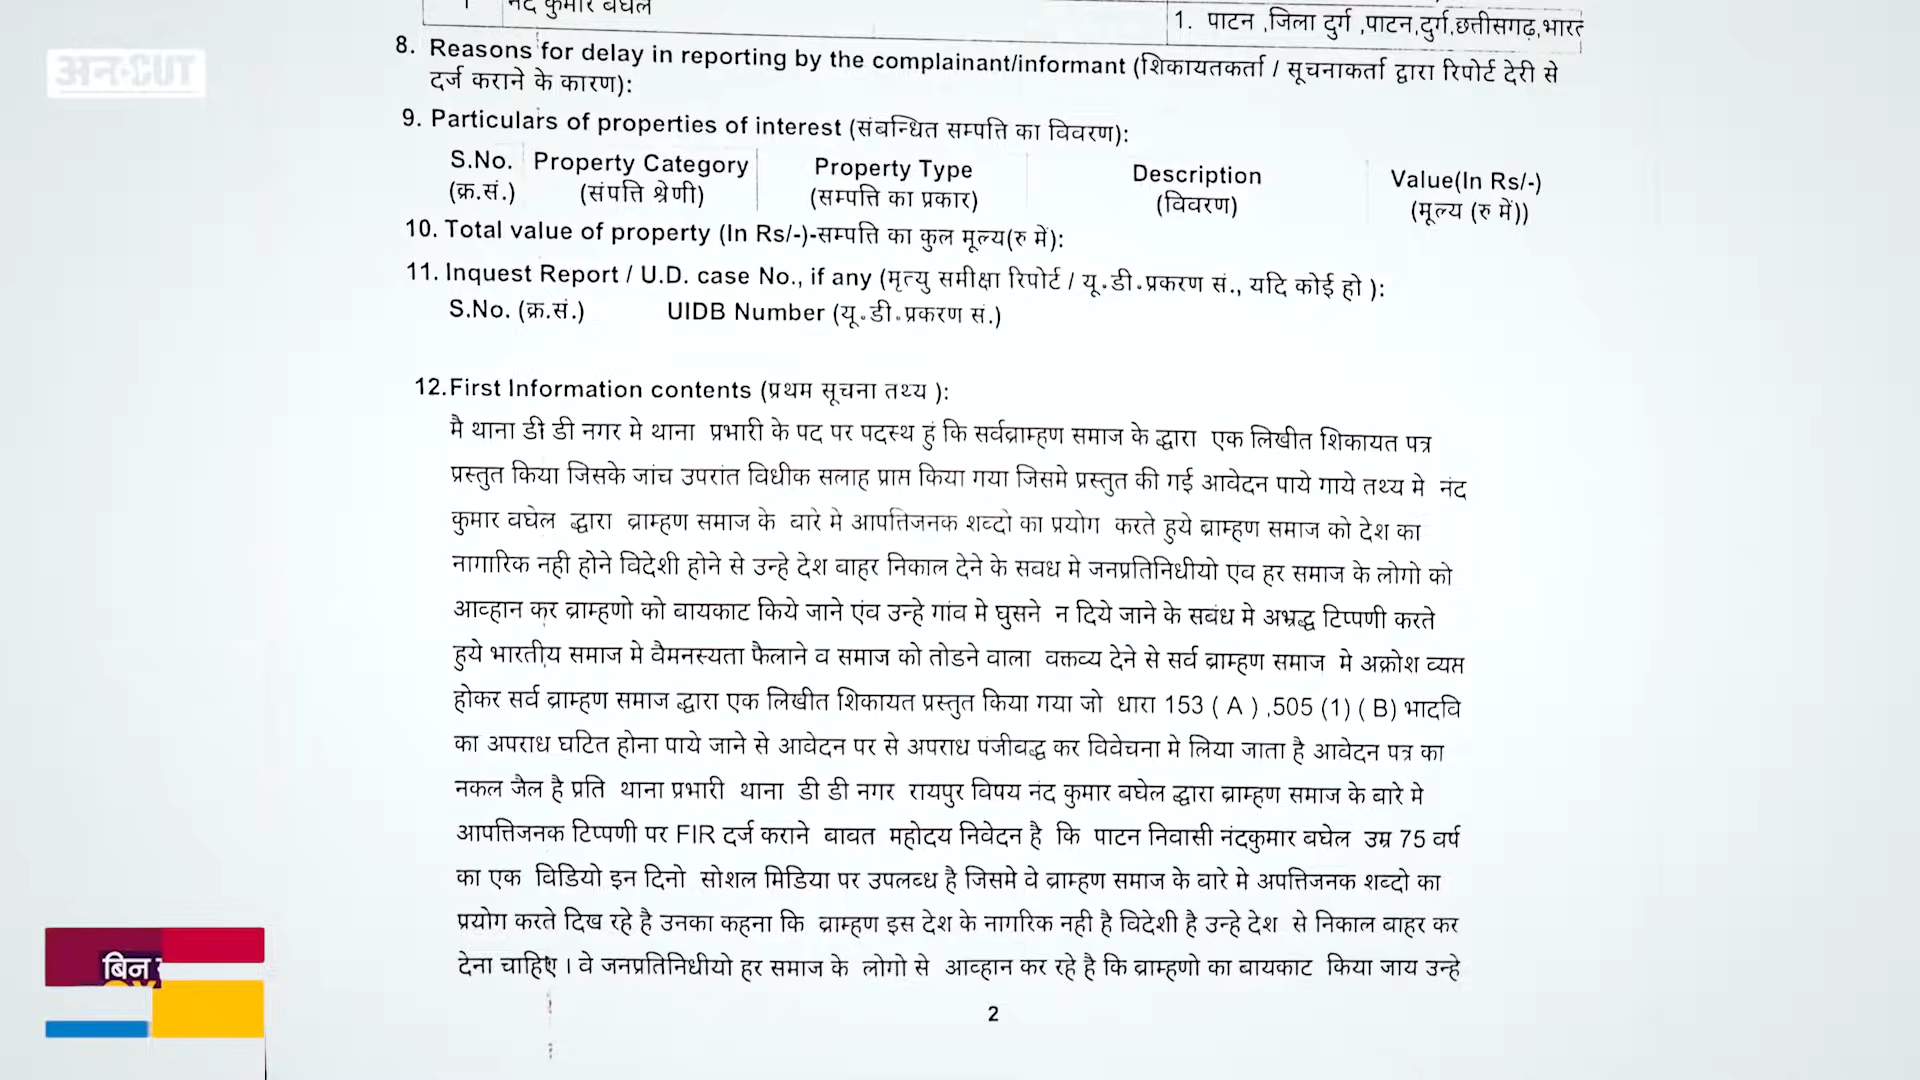 1 नंद कुमार बघेल
1. पाटन ,जिला दुर्ग ,पाटन,दुर्ग,छत्तीसगढ़,भारत
अनकट
8. Reasons for delay in reporting by the complainant/informant (शिकायतकर्ता / सूचनाकर्ता द्वारा रिपोर्ट देरी से
दर्ज कराने के कारण):
9. Particulars of properties of interest (संबन्धित सम्पत्ति का विवरण):
S.No. Property Category Property Type Description Value(In Rs/-)
(क्र.सं.) (संपत्ति श्रेणी) (सम्पत्ति का प्रकार) (विवरण) (मूल्य (रु में))
10. Total value of property (In Rs/-)-सम्पत्ति का कुल मूल्य(रु में):
11. Inquest Report / U.D. case No., if any (मृत्यु समीक्षा रिपोर्ट / यू.डी.प्रकरण सं., यदि कोई हो ):
S.No. (क्र.सं.) UIDB Number (यू.डी.प्रकरण सं.)
12.First Information contents (प्रथम सूचना तथ्य ):
मै थाना डी डी नगर मे थाना प्रभारी के पद पर पदस्थ हुं कि सर्वब्राम्हण समाज के द्धारा एक लिखीत शिकायत पत्र
प्रस्तुत किया जिसके जांच उपरांत विधीक सलाह प्राप्त किया गया जिसमे प्रस्तुत की गई आवेदन पाये गाये तथ्य मे नंद
कुमार बघेल द्धारा ब्राम्हण समाज के बारे मे आपत्तिजनक शब्दो का प्रयोग करते हुये ब्राम्हण समाज को देश का
नागारिक नही होने विदेशी होने से उन्हे देश बाहर निकाल देने के सबध मे जनप्रतिनिधीयो एंव हर समाज के लोगो को
आव्हान कर ब्राम्हणो को बायकाट किये जाने एंव उन्हे गांव मे घुसने न दिये जाने के सबंध मे अभ्रद्ध टिप्पणी करते
हुये भारतीय समाज मे वैमनस्यता फैलाने व समाज को तोडने वाला वक्तव्य देने से सर्व ब्राम्हण समाज मे अक्रोश व्यप्त
होकर सर्व ब्राम्हण समाज द्धारा एक लिखीत शिकायत प्रस्तुत किया गया जो धारा 153 ( A ) ,505 (1) ( B) भादवि
का अपराध घटित होना पाये जाने से आवेदन पर से अपराध पंजीवद्ध कर विवेचना मे लिया जाता है आवेदन पत्र का
नकल जैल है प्रति थाना प्रभारी थाना डी डी नगर रायपुर विषय नंद कुमार बघेल द्धारा ब्राम्हण समाज के बारे मे
आपत्तिजनक टिप्पणी पर FIR दर्ज कराने बाबत महोदय निवेदन है कि पाटन निवासी नंदकुमार बघेल उम्र 75 वर्ष
का एक विडियो इन दिनो सोशल मिडिया पर उपलब्ध है जिसमे वे ब्राम्हण समाज के बारे मे अपत्तिजनक शब्दो का
प्रयोग करते दिख रहे है उनका कहना कि ब्राम्हण इस देश के नागरिक नही है विदेशी है उन्हे देश से निकाल बाहर कर
देना चाहिए । वे जनप्रतिनिधीयो हर समाज के लोगो से आव्हान कर रहे है कि ब्राम्हणो का बायकाट किया जाय उन्हे
बिन
2